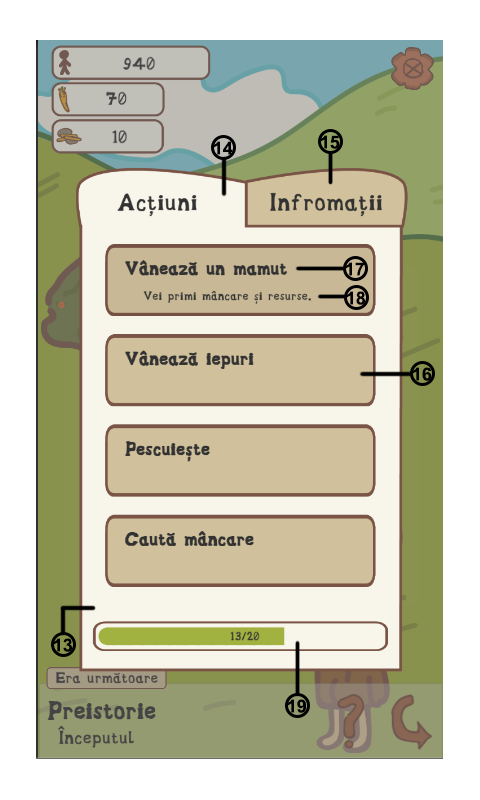 940
70
10
14
15
Acțiuni
Infromații
Vânează un mamut
17
Vei primi mâncare și resurse.
18
Vânează iepuri
16
Pescuiește
Caută mâncare
13/20
13
Era următoare
19
Preistorie
Începutul
?